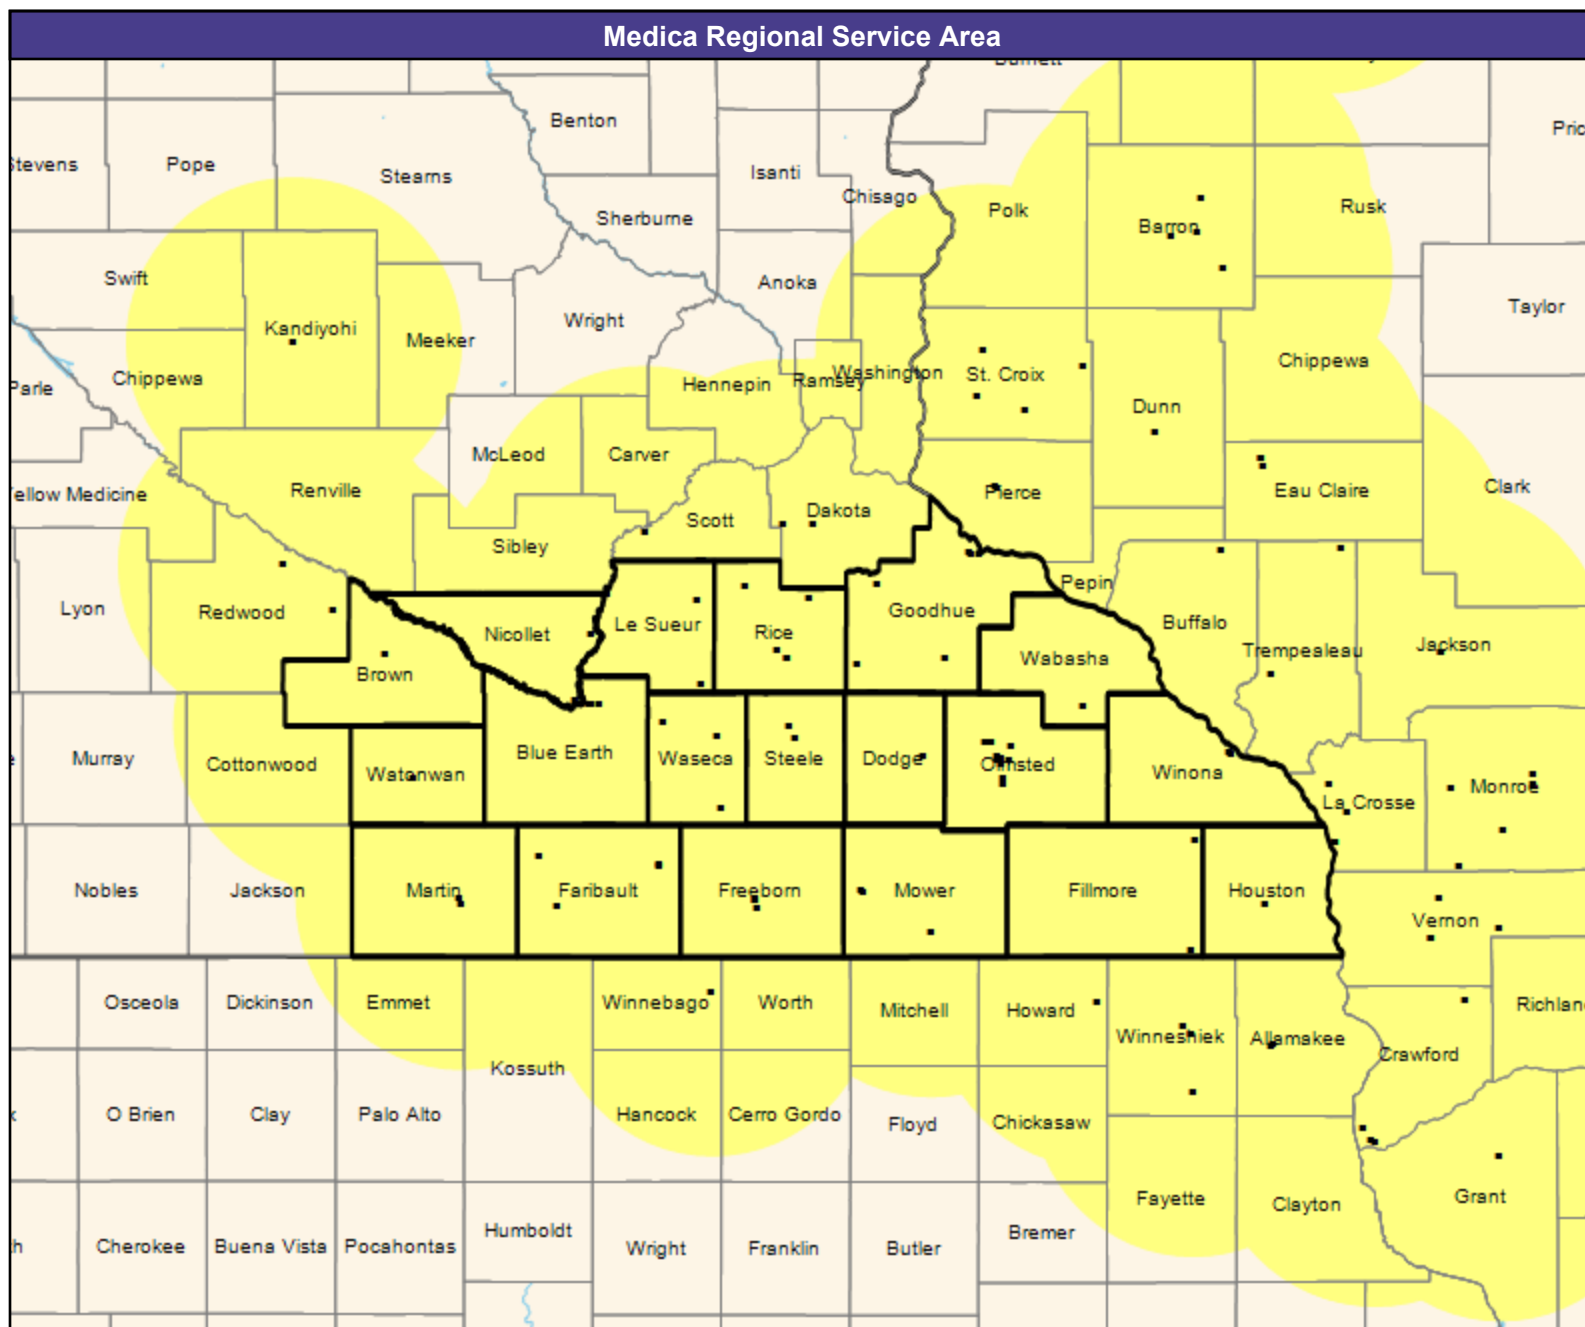 Medica Regional Service Area
Benton
Stevens
Pope
Stearns
Isanti
Chisago
Sherburne
Polk
Barron
Rusk
Swift
Anoka
Kandiyohi
Wright
Meeker
Taylor
Chippewa
Hennepin
Ramsey
Washington
St. Croix
Chippewa
Dunn
McLeod
Carver
Renville
Pierce
Eau Claire
Clark
Scott
Dakota
Sibley
Pepin
Lyon
Redwood
Nicollet
Le Sueur
Rice
Goodhue
Buffalo
Trempealeau
Jackson
Brown
Wabasha
Murray
Cottonwood
Watonwan
Blue Earth
Waseca
Steele
Dodge
Olmsted
Winona
La Crosse
Monroe
Nobles
Jackson
Martin
Faribault
Freeborn
Mower
Fillmore
Houston
Vernon
Osceola
Dickinson
Emmet
Winnebago
Worth
Mitchell
Howard
Winneshiek
Allamakee
Crawford
Kossuth
O Brien
Clay
Palo Alto
Hancock
Cerro Gordo
Floyd
Chickasaw
Fayette
Clayton
Grant
Cherokee
Buena Vista
Pocahontas
Humboldt
Wright
Franklin
Butler
Bremer